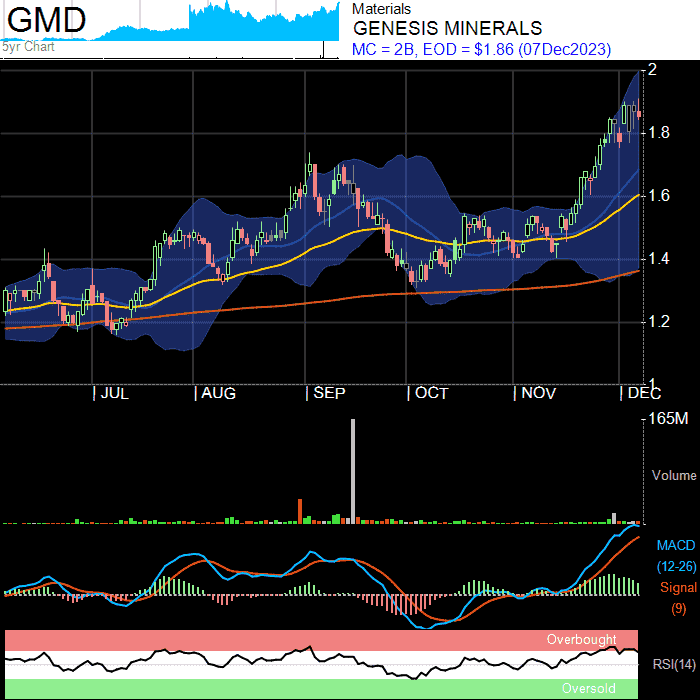 GMD
Materials
GENESIS MINERALS
5yr Chart
MC = 2B, EOD = $1.86 (07Dec2023)
2
1.8
1.6
1.4
1.2
1
| JUL | AUG | SEP | OCT | NOV | DEC
165M
Volume
MACD
(12-26)
Signal
(9)
Overbought
RSI(14)
Oversold